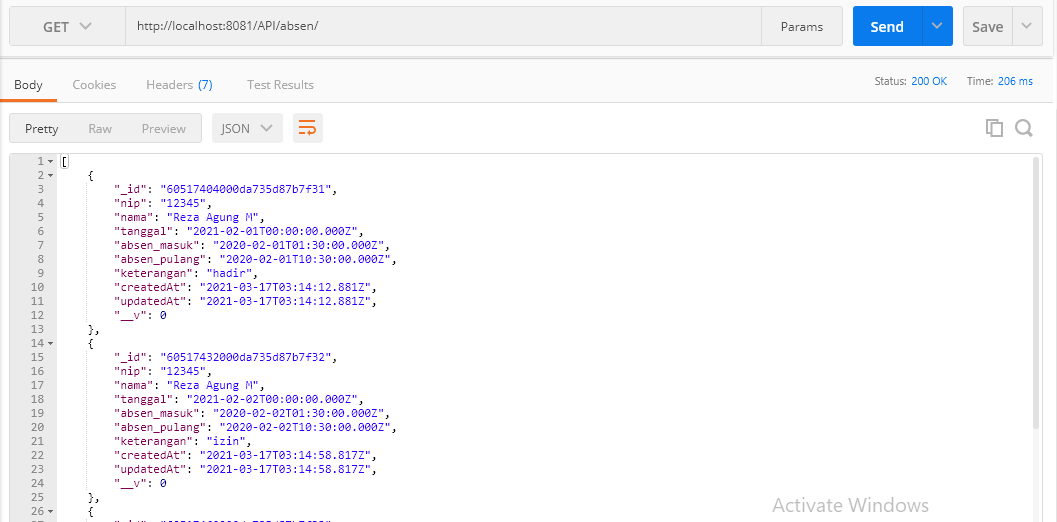 GET http://localhost:8081/API/absen/ Params Send Save
Body Cookies Headers (7) Test Results Status: 200 OK Time: 206 ms
Pretty Raw Preview JSON
1 [
2 {
3 "_id": "60517404000da735d87b7f31",
4 "nip": "12345",
5 "nama": "Reza Agung M",
6 "tanggal": "2021-02-01T00:00:00.000Z",
7 "absen_masuk": "2020-02-01T01:30:00.000Z",
8 "absen_pulang": "2020-02-01T10:30:00.000Z",
9 "keterangan": "hadir",
10 "createdAt": "2021-03-17T03:14:12.881Z",
11 "updatedAt": "2021-03-17T03:14:12.881Z",
12 "__v": 0
13 },
14 {
15 "_id": "60517432000da735d87b7f32",
16 "nip": "12345",
17 "nama": "Reza Agung M",
18 "tanggal": "2021-02-02T00:00:00.000Z",
19 "absen_masuk": "2020-02-02T01:30:00.000Z",
20 "absen_pulang": "2020-02-02T10:30:00.000Z",
21 "keterangan": "izin",
22 "createdAt": "2021-03-17T03:14:58.817Z",
23 "updatedAt": "2021-03-17T03:14:58.817Z",
24 "__v": 0
25 },
26 {
Activate Windows